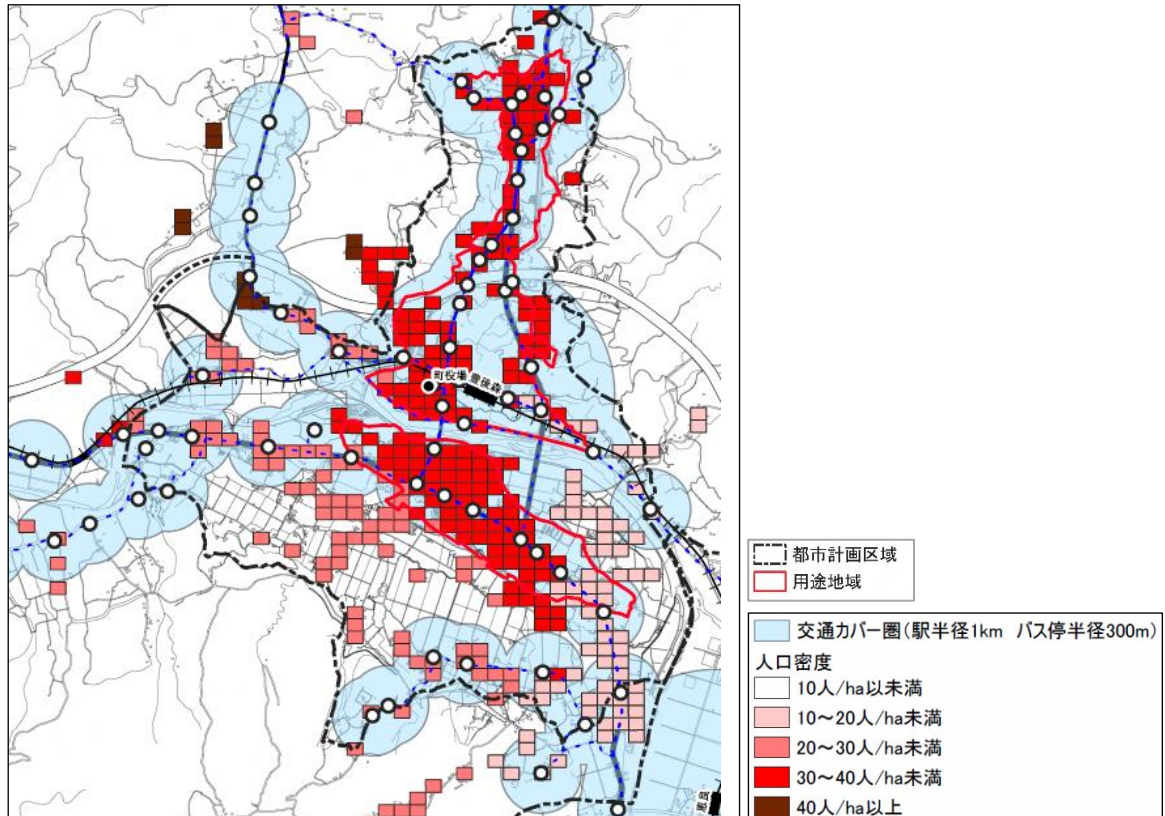 町役場
豊後森
都市計画区域
用途地域
交通カバー圏(駅半径1km バス停半径300m)
人口密度
10人/ha以未満
10～20人/ha未満
20～30人/ha未満
30～40人/ha未満
40人/ha以上